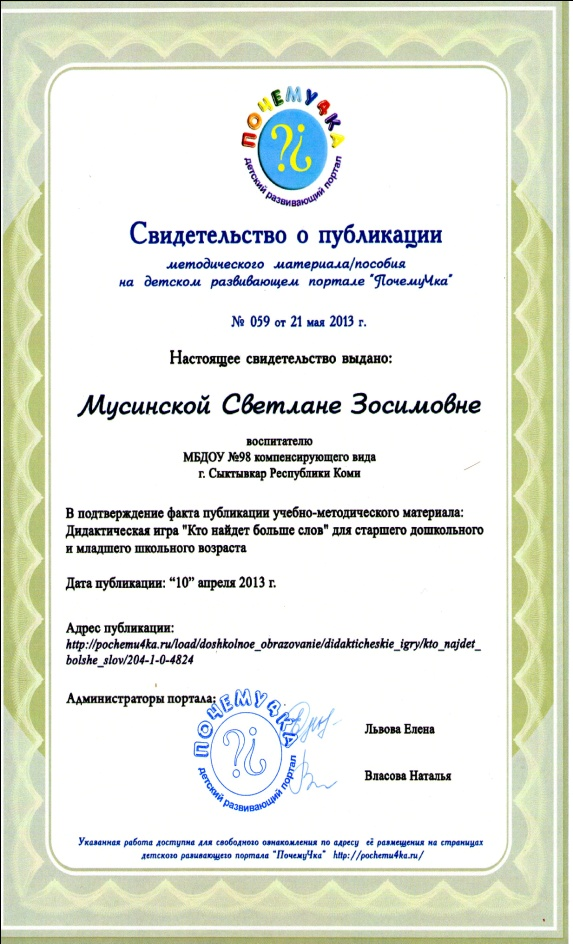 ПОЧЕМУ4КА
детский развивающий портал
Свидетельство о публикации
методического материала/пособия
на детском развивающем портале "ПочемуЧка"
№ 059 от 21 мая 2013 г.
Настоящее свидетельство выдано:
Мусинской Светлане Зосимовне
воспитателю
МБДОУ №98 компенсирующего вида
г. Сыктывкар Республики Коми
В подтверждение факта публикации учебно-методического материала:
Дидактическая игра "Кто найдет больше слов" для старшего дошкольного
и младшего школьного возраста
Дата публикации: “10” апреля 2013 г.
Адрес публикации:
http://pochemu4ka.ru/load/doshkolnoe_obrazovanie/didakticheskie_igry/kto_najdet_
bolshe_slov/204-1-0-4824
Администраторы портала:
ПОЧЕМУ4КА
детский развивающий портал
Львова Елена
Власова Наталья
Указанная работа доступна для свободного ознакомления по адресу её размещения на страницах
детского равивающего портала "ПочемуЧка" http://pochemu4ka.ru/